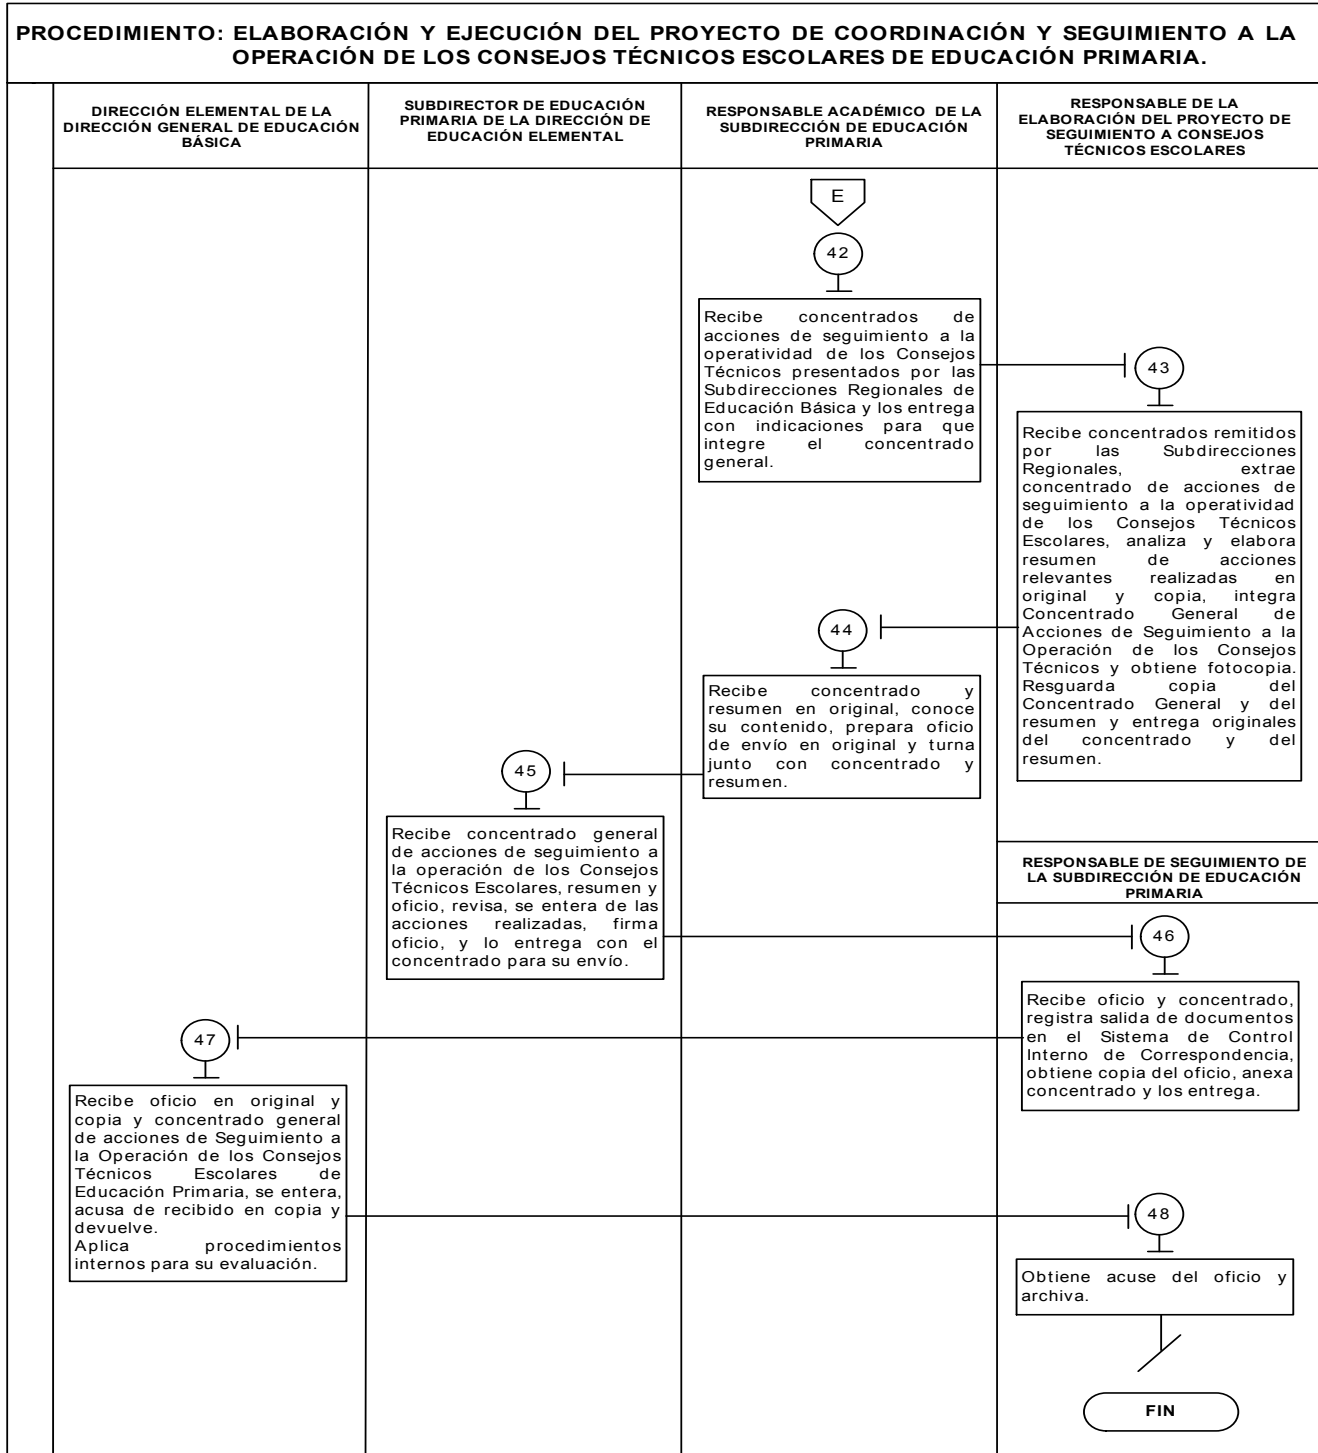 PROCEDIMIENTO: ELABORACIÓN Y EJECUCIÓN DEL PROYECTO DE COORDINACIÓN Y SEGUIMIENTO A LA
OPERACIÓN DE LOS CONSEJOS TÉCNICOS ESCOLARES DE EDUCACIÓN PRIMARIA.
DIRECCIÓN ELEMENTAL DE LA
DIRECCIÓN GENERAL DE EDUCACIÓN
BÁSICA
SUBDIRECTOR DE EDUCACIÓN
PRIMARIA DE LA DIRECCIÓN DE
EDUCACIÓN ELEMENTAL
RESPONSABLE ACADÉMICO DE LA
SUBDIRECCIÓN DE EDUCACIÓN
PRIMARIA
RESPONSABLE DE LA
ELABORACIÓN DEL PROYECTO DE
SEGUIMIENTO A CONSEJOS
TÉCNICOS ESCOLARES
E
42
Recibe concentrados de
acciones de seguimiento a la
operatividad de los Consejos
Técnicos presentados por las
Subdirecciones Regionales de
Educación Básica y los entrega
con indicaciones para que
integre el concentrado
general.
43
Recibe concentrados remitidos
por las Subdirecciones
Regionales, extrae
concentrado de acciones de
seguimiento a la operatividad
de los Consejos Técnicos
Escolares, analiza y elabora
resumen de acciones
relevantes realizadas en
original y copia, integra
Concentrado General de
Acciones de Seguimiento a la
Operación de los Consejos
Técnicos y obtiene fotocopia.
Resguarda copia del
Concentrado General y del
resumen y entrega originales
del concentrado y del
resumen.
44
Recibe concentrado y
resumen en original, conoce
su contenido, prepara oficio
de envío en original y turna
junto con concentrado y
resumen.
45
Recibe concentrado general
de acciones de seguimiento a
la operación de los Consejos
Técnicos Escolares, resumen y
oficio, revisa, se entera de las
acciones realizadas, firma
oficio, y lo entrega con el
concentrado para su envío.
RESPONSABLE DE SEGUIMIENTO DE
LA SUBDIRECCIÓN DE EDUCACIÓN
PRIMARIA
46
Recibe oficio y concentrado,
registra salida de documentos
en el Sistema de Control
Interno de Correspondencia,
obtiene copia del oficio, anexa
concentrado y los entrega.
47
Recibe oficio en original y
copia y concentrado general
de acciones de Seguimiento a
la Operación de los Consejos
Técnicos Escolares de
Educación Primaria, se entera,
acusa de recibido en copia y
devuelve.
Aplica procedimientos
internos para su evaluación.
48
Obtiene acuse del oficio y
archiva.
FIN